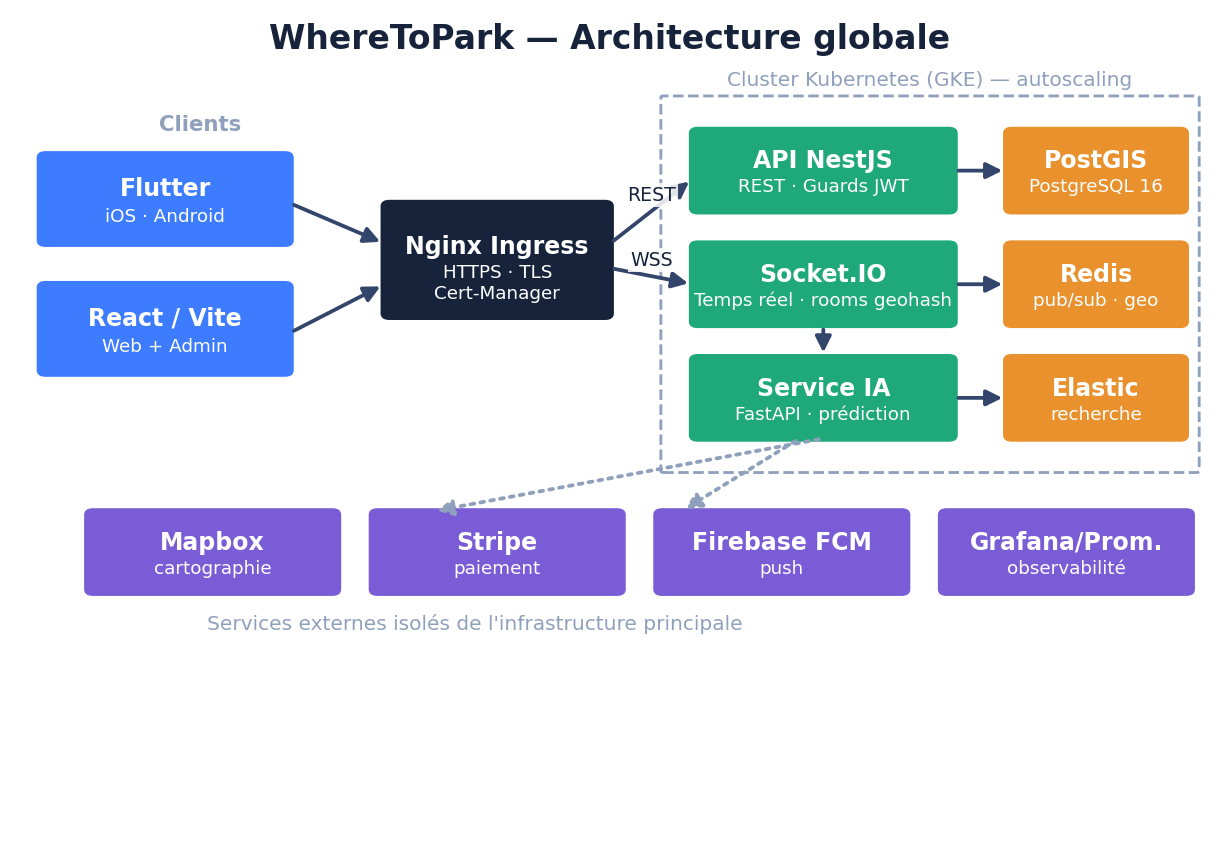 WhereToPark — Architecture globale
Cluster Kubernetes (GKE) — autoscaling
Clients
Flutter
iOS · Android
React / Vite
Web + Admin
Nginx Ingress
HTTPS · TLS
Cert-Manager
REST
WSS
API NestJS
REST · Guards JWT
PostGIS
PostgreSQL 16
Socket.IO
Temps réel · rooms geohash
Redis
pub/sub · geo
Service IA
FastAPI · prédiction
Elastic
recherche
Mapbox
cartographie
Stripe
paiement
Firebase FCM
push
Grafana/Prom.
observabilité
Services externes isolés de l'infrastructure principale